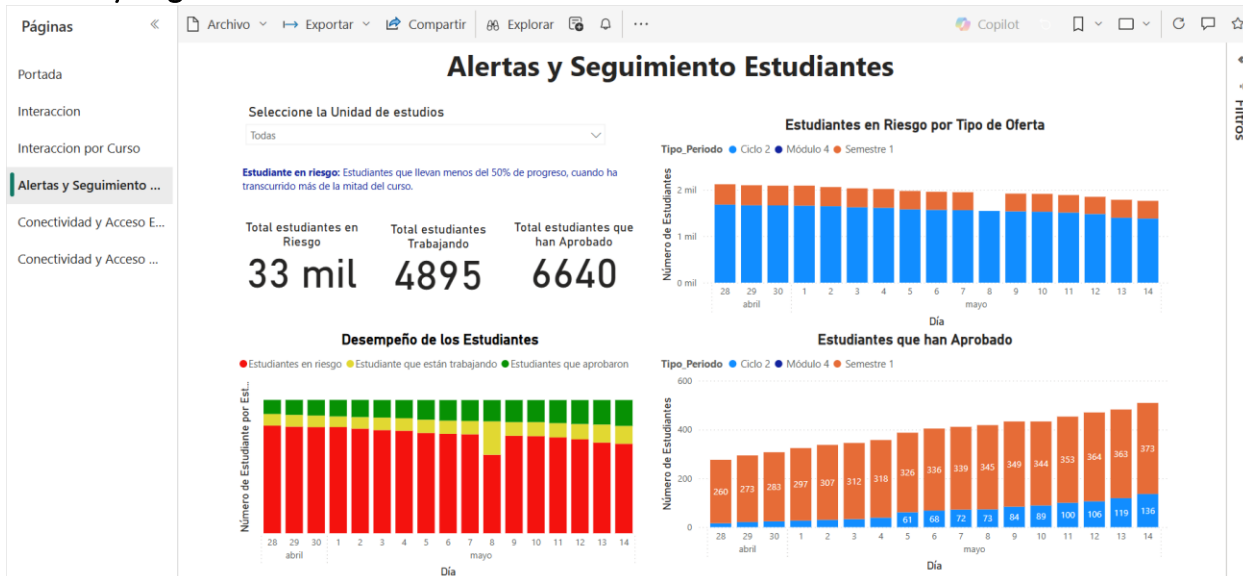 Páginas
Archivo
Exportar
Compartir
Explorar
Copilot
Portada
Interaccion
Interaccion por Curso
Alertas y Seguimiento ...
Conectividad y Acceso E...
Conectividad y Acceso ...
Filtros
Alertas y Seguimiento Estudiantes
Seleccione la Unidad de estudios
Todas
Estudiante en riesgo: Estudiantes que llevan menos del 50% de progreso, cuando ha
transcurrido más de la mitad del curso.
Total estudiantes en
Riesgo
33 mil
Total estudiantes
Trabajando
4895
Total estudiantes que
han Aprobado
6640
Estudiantes en Riesgo por Tipo de Oferta
Tipo_Periodo Ciclo 2 Módulo 4 Semestre 1
Número de Estudiantes
2 mil
1 mil
0 mil
28 29 30 1 2 3 4 5 6 7 8 9 10 11 12 13 14
abril mayo
Día
Desempeño de los Estudiantes
Estudiantes en riesgo Estudiante que están trabajando Estudiantes que aprobaron
Número de Estudiante por Est...
28 29 30 1 2 3 4 5 6 7 8 9 10 11 12 13 14
abril mayo
Día
Estudiantes que han Aprobado
Tipo_Periodo Ciclo 2 Módulo 4 Semestre 1
Número de Estudiantes
600
400
200
0
260 273 283 297 307 312 318 326 336 339 345 349 344 353 364 363 373
61 68 72 73 84 89 100 106 119 136
28 29 30 1 2 3 4 5 6 7 8 9 10 11 12 13 14
abril mayo
Día